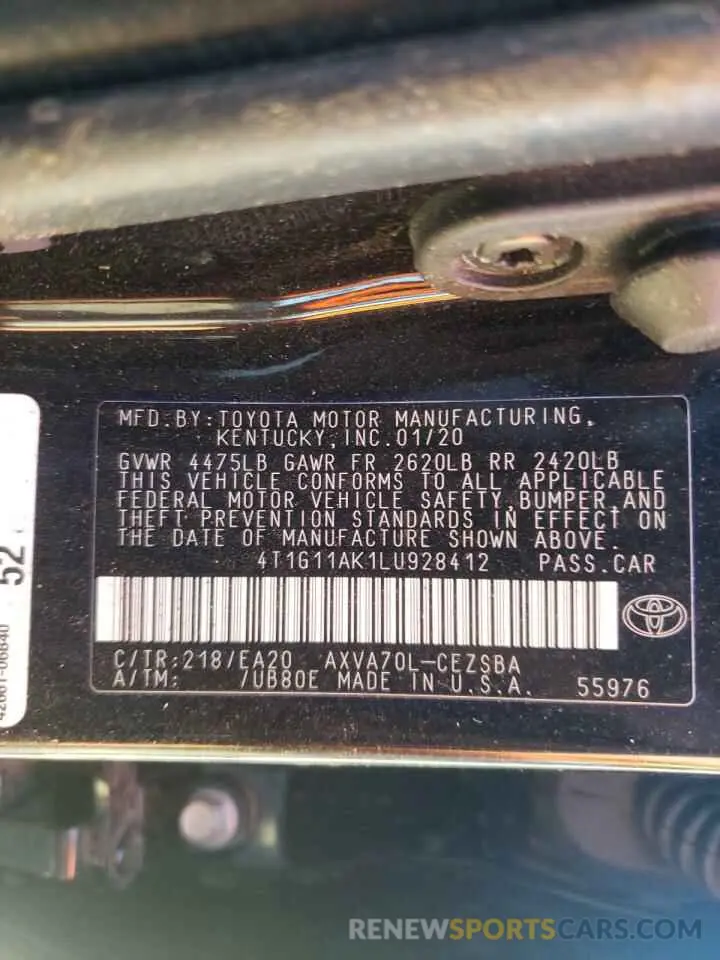 MFD.BY:TOYOTA MOTOR MANUFACTURING,
KENTUCKY,INC.01/20
GVWR 4475LB GAWR FR 2620LB RR 2420LB
THIS VEHICLE CONFORMS TO ALL APPLICABLE
FEDERAL MOTOR VEHICLE SAFETY,BUMPER,AND
THEFT PREVENTION STANDARDS IN EFFECT ON
THE DATE OF MANUFACTURE SHOWN ABOVE.
4T1G11AK1LU928412 PASS.CAR
C/TR:218/EA20 AXVA70L-CEZSBA
A/TM: /UB80E MADE IN U.S.A. 55976
52
42661-06840
RENEWSPORTSCARS.COM